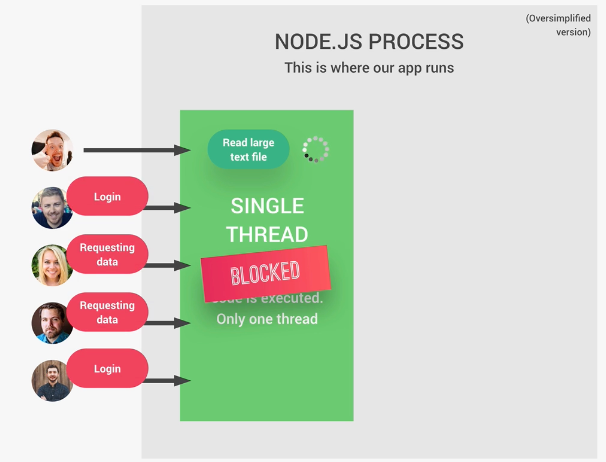 (Oversimplified
version)
NODE.JS PROCESS
This is where our app runs
Read large
text file
Login
SINGLE
THREAD
Requesting
data
BLOCKED
code is executed.
Only one thread
Requesting
data
Login